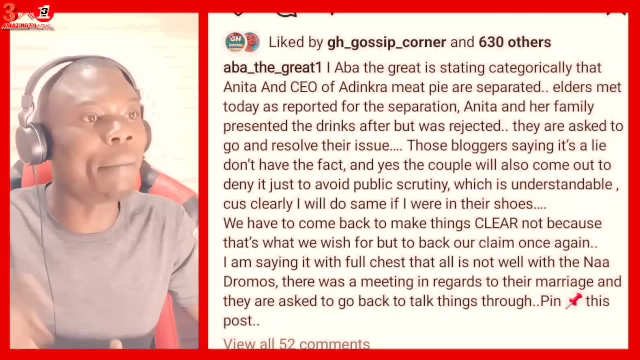 Liked by gh_gossip_corner and 630 others
aba_the_great1 I Aba the great is stating categorically that
Anita And CEO of Adinkra meat pie are separated.. elders met
today as reported for the separation, Anita and her family
presented the drinks after but was rejected.. they are asked to
go and resolve their issue.... Those bloggers saying it's a lie
don't have the fact, and yes the couple will also come out to
deny it just to avoid public scrutiny, which is understandable ,
cus clearly I will do same if I were in their shoes....
We have to come back to make things CLEAR not because
that's what we wish for but to back our claim once again..
I am saying it with full chest that all is not well with the Naa
Dromos, there was a meeting in regards to their marriage and
they are asked to go back to talk things through..Pin 📌 this
post..
View all 52 comments